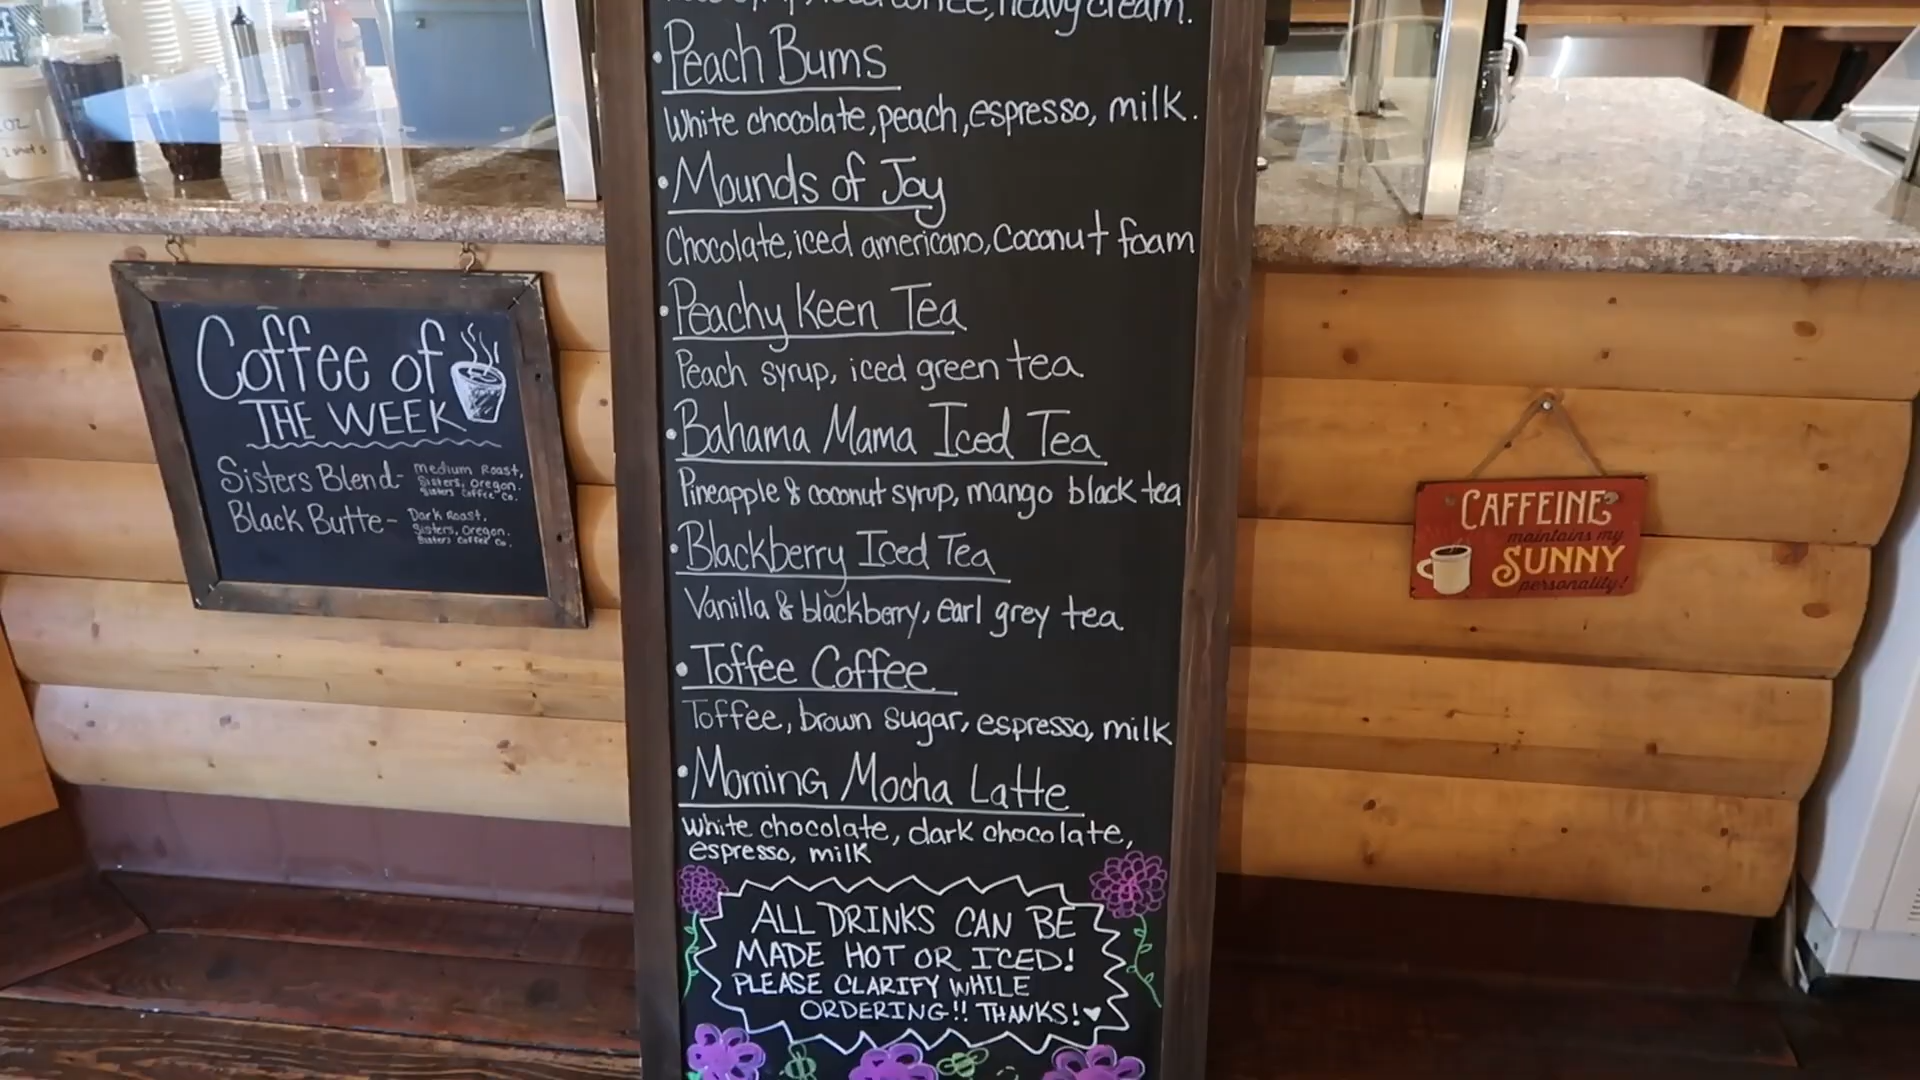 heavy cream.
• Peach Bums
White chocolate, peach, espresso, milk.
• Mounds of Joy
Chocolate, iced americano, Coconut foam
• Peachy Keen Tea
Peach syrup, iced green tea
• Bahama Mama Iced Tea
Pineapple & coconut syrup, mango black tea
• Blackberry Iced Tea
Vanilla & blackberry, earl grey tea
• Toffee Coffee
Toffee, brown sugar, espresso, milk
• Morning Mocha Latte
White chocolate, dark chocolate,
espresso, milk
ALL DRINKS CAN BE
MADE HOT OR ICED!
PLEASE CLARIFY WHILE
ORDERING!! THANKS!♥
Coffee of
THE WEEK
Sisters Blend- Medium Roast,
Sisters, Oregon.
Sisters Coffee Co.
Black Butte- Dark Roast,
Sisters, Oregon.
Sisters Coffee Co.
CAFFEINE
maintains my
SUNNY
personality!